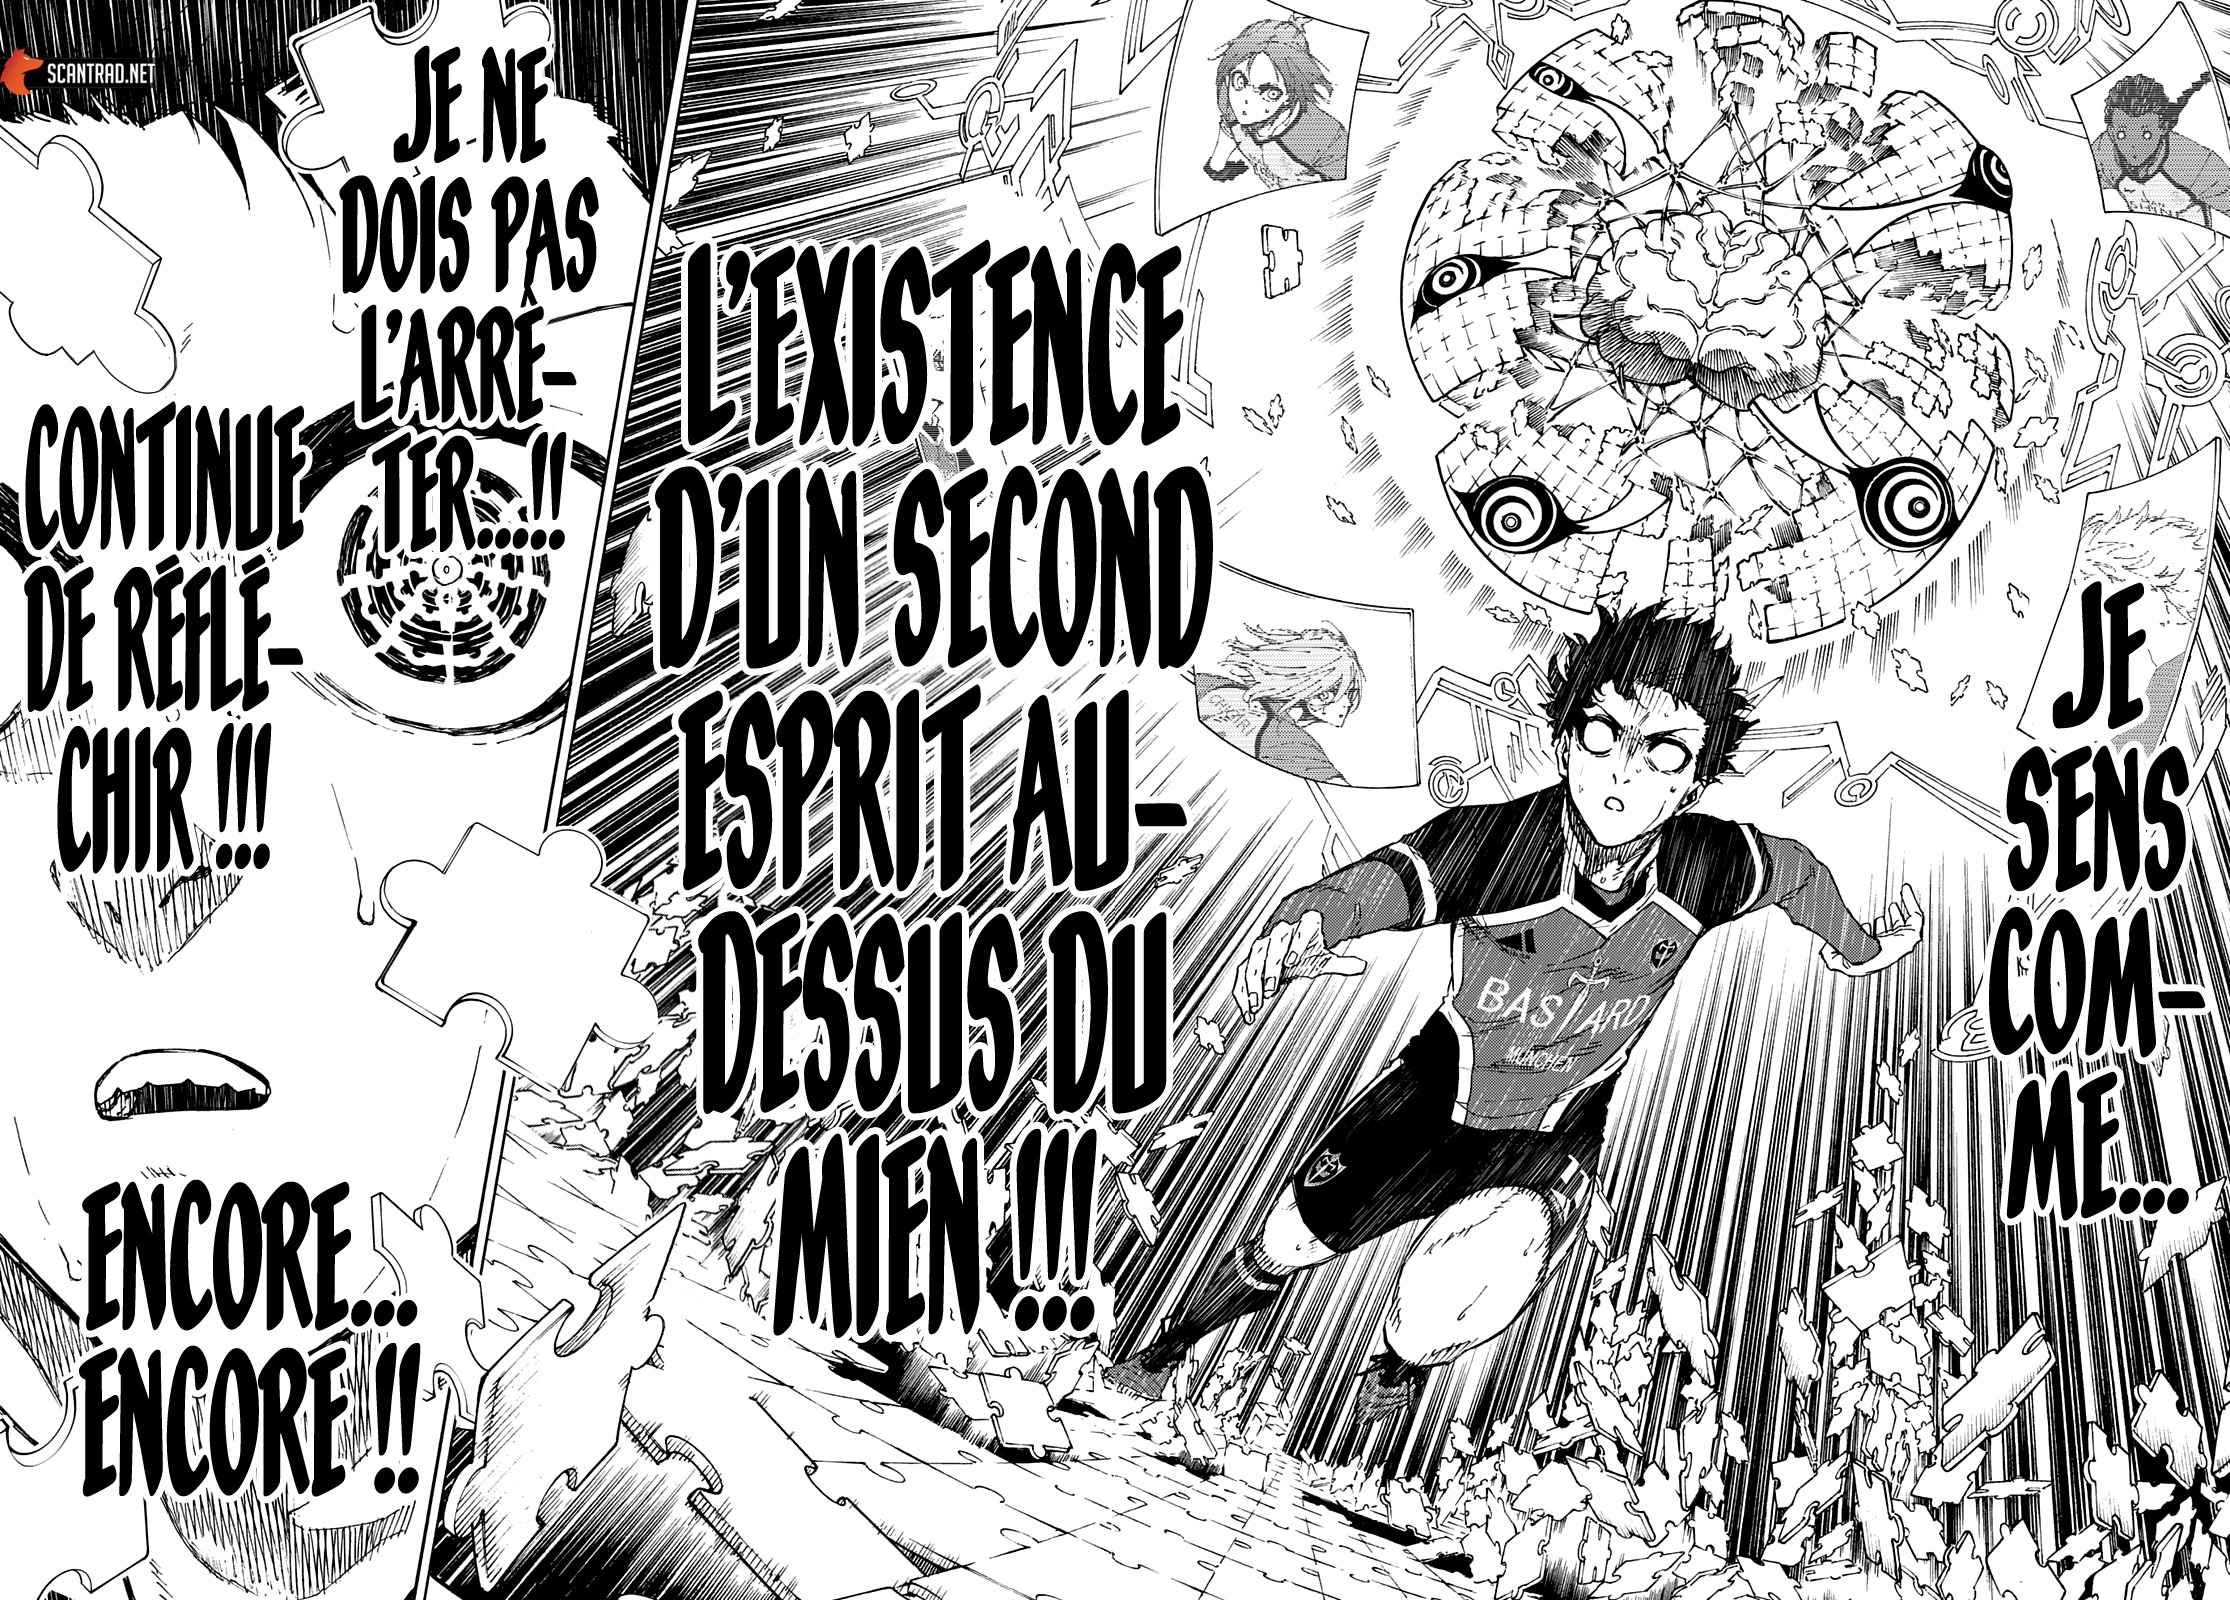 JE
SENS
COM-
ME...
L'EXISTENCE
D'UN SECOND
ESPRIT AU-
DESSUS DU
MIEN !!!
BASTARD
MÜNCHEN
JE NE
DOIS PAS
L'ARRÊ-
TER.....!!
CONTINUE
DE RÉFLÉ-
CHIR !!!
ENCORE...
ENCORE !!
SCANTRAD.NET